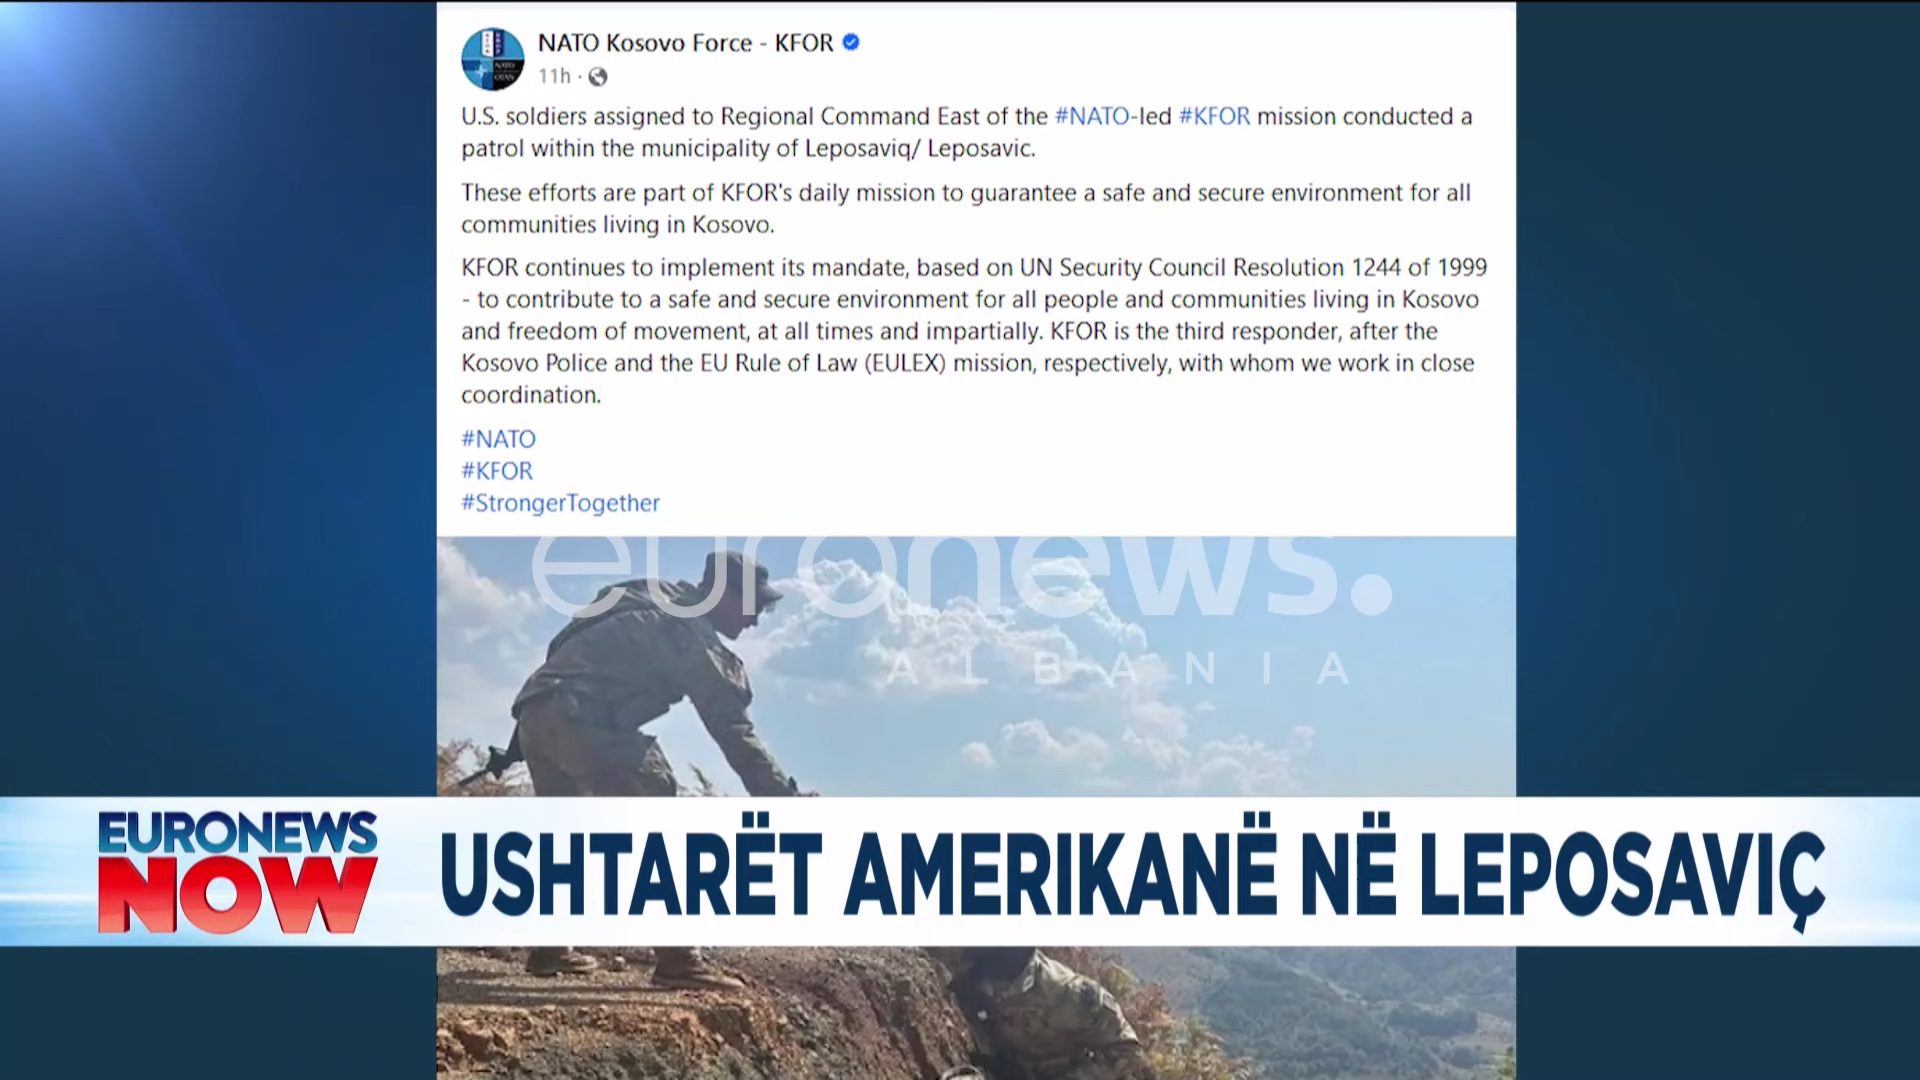 NATO Kosovo Force - KFOR
11h ·
U.S. soldiers assigned to Regional Command East of the #NATO-led #KFOR mission conducted a
patrol within the municipality of Leposaviq/ Leposavic.
These efforts are part of KFOR's daily mission to guarantee a safe and secure environment for all
communities living in Kosovo.
KFOR continues to implement its mandate, based on UN Security Council Resolution 1244 of 1999
- to contribute to a safe and secure environment for all people and communities living in Kosovo
and freedom of movement, at all times and impartially. KFOR is the third responder, after the
Kosovo Police and the EU Rule of Law (EULEX) mission, respectively, with whom we work in close
coordination.
#NATO
#KFOR
#StrongerTogether
euronews.
ALBANIA
EURONEWS
NOW
USHTARËT AMERIKANË NË LEPOSAVIÇ